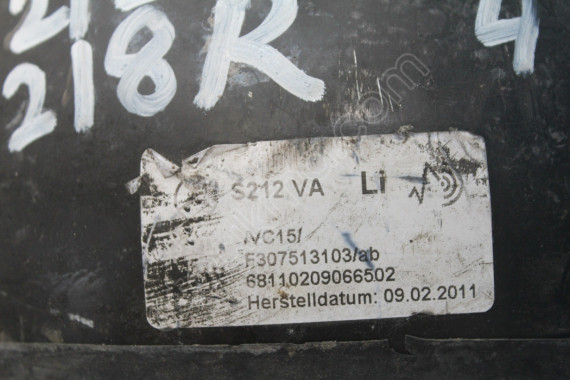 218R 4
S212 VA Li
VC15/
F307513103/ab
68110209066502
Herstelldatum: 09.02.2011